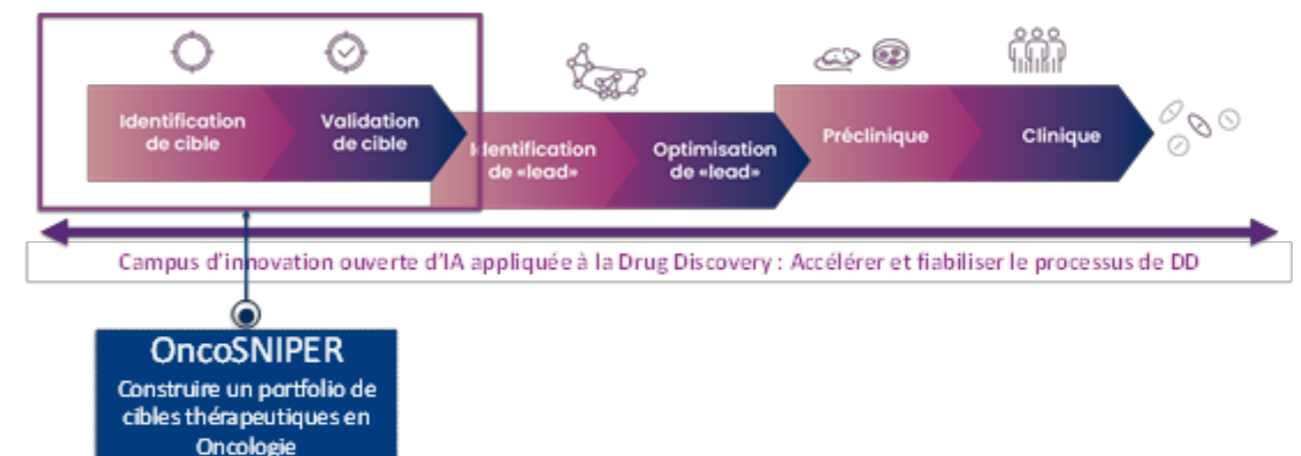 Identification
de cible
Validation
de cible
Identification
de «lead»
Optimisation
de «lead»
Préclinique
Clinique
Campus d'innovation ouverte d'IA appliquée à la Drug Discovery : Accélérer et fiabiliser le processus de DD
OncoSNIPER
Construire un portfolio de
cibles thérapeutiques en
Oncologie